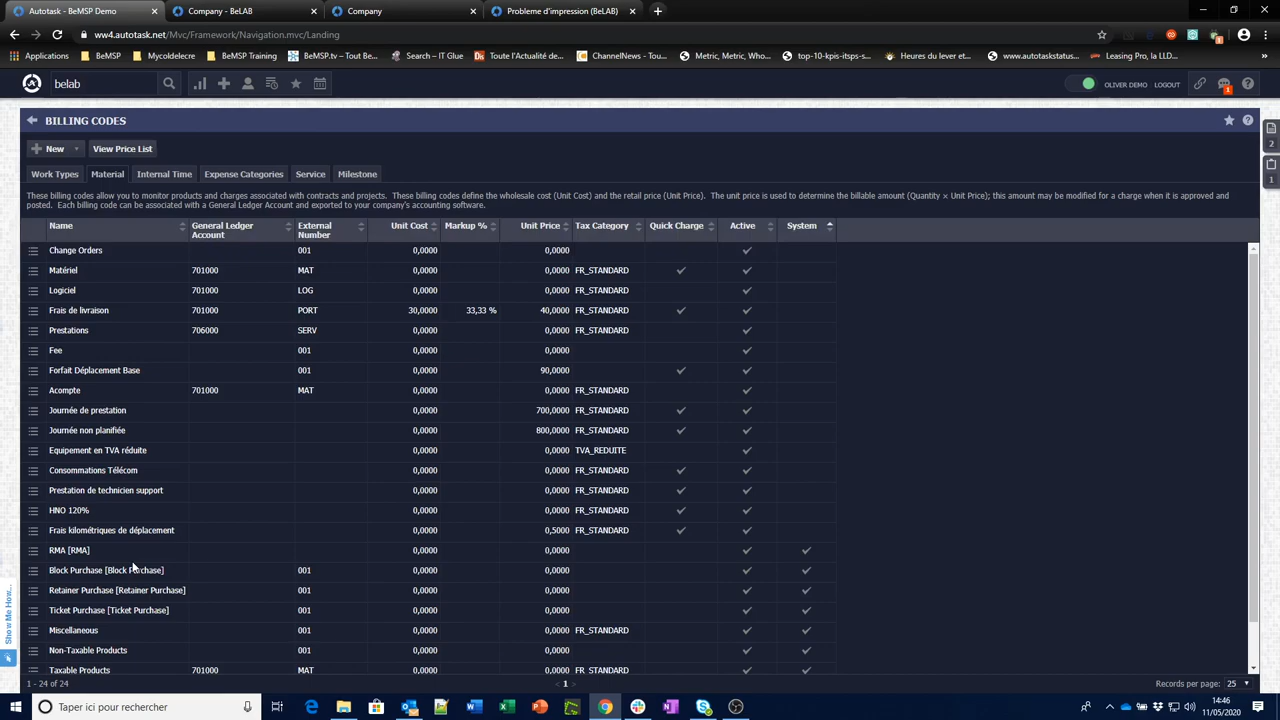 Autotask - BeMSP Demo
Company - BeLAB
Company
Probleme d'impression (BeLAB)
ww4.autotask.net/Mvc/Framework/Navigation.mvc/Landing
Applications BeMSP Mycoldelecre BeMSP Training BeMSP.tv – Tout Be... Search – IT Glue Toute l'Actualité de... ChannelNews – Tou... Metric, Metric, Who... top-10-kpis-itsps-s... Heures du lever et... www.autotaskstatus... Leasing Pro, la LLD...
belab
OLIVER DEMO LOGOUT
1
BILLING CODES
New View Price List
2
1
Work Types Material Internal Time Expense Categories Service Milestone
These billing codes allow you to monitor products and charges associated with contracts and projects. These billing codes define the wholesale cost (Unit Cost) and the retail price (Unit Price). The unit price is used to determine the billable amount (Quantity × Unit Price); this amount may be modified for a charge when it is approved and
posted. Each billing code can be associated with a General Ledger Account and exported to your company's accounting software.
Name General Ledger Account External Number Unit Cost Markup % Unit Price Tax Category Quick Charge Active System
Change Orders 001 0,0000 0,0000
Matériel 701000 MAT 0,0000 0,0000 FR_STANDARD
Logiciel 701000 LOG 0,0000 0,0000 FR_STANDARD
Frais de livraison 701000 PORT 30,0000 33,33 % 40,0000 FR_STANDARD
Prestations 706000 SERV 0,0000 0,0000 FR_STANDARD
Fee 001 0,0000 0,0000
Forfait Déplacement Base 1 0,0000 90,0000
Acompte 701000 MAT 0,0000 0,0000 FR_STANDARD
Journée de prestation 0,0000 700,0000 FR_STANDARD
Journée non planifiée 0,0000 800,0000 FR_STANDARD
Equipement en TVA réduite 0,0000 0,0000 TVA_REDUITE
Consommations Télécom 0,0000 0,0000 FR_STANDARD
Prestation de technicien support 0,0000 0,0000 FR_STANDARD
HNO 120% 0,0000 0,0000 FR_STANDARD
Frais kilométriques de déplacement 0,0000 0,5000 FR_STANDARD
RMA [RMA] 0,0000 0,0000
Block Purchase [Block Purchase] 001 0,0000 0,0000
Retainer Purchase [Retainer Purchase] 001 0,0000 0,0000
Ticket Purchase [Ticket Purchase] 001 0,0000 0,0000
Miscellaneous 001 0,0000 0,0000 FR_STANDARD
Non-Taxable Products 1 0,0000 0,0000
Taxable Products 701000 MAT 0,0000 0,0000 FR_STANDARD
Show Me How...
1 - 24 of 24
1
Records per page: 25
Taper ici pour rechercher
14:46
11/05/2020